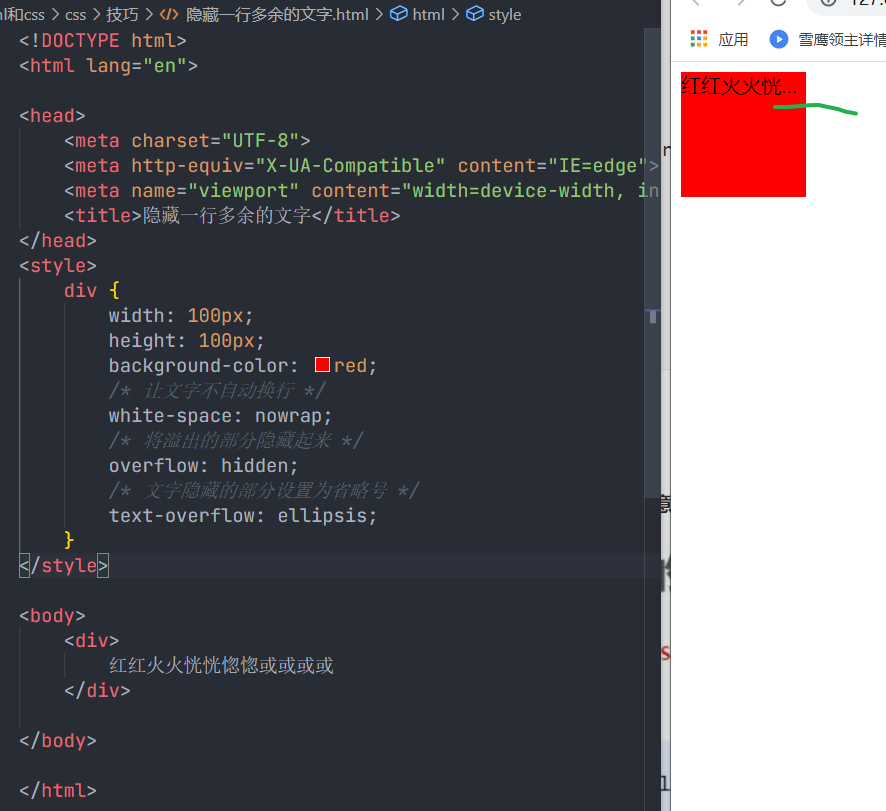 css > 技巧 > 隐藏一行多余的文字.html > html > style
<!DOCTYPE html>
<html lang="en">
<head>
<meta charset="UTF-8">
<meta http-equiv="X-UA-Compatible" content="IE=edge">
<meta name="viewport" content="width=device-width, in
<title>隐藏一行多余的文字</title>
</head>
<style>
div {
width: 100px;
height: 100px;
background-color: red;
/* 让文字不自动换行 */
white-space: nowrap;
/* 将溢出的部分隐藏起来 */
overflow: hidden;
/* 文字隐藏的部分设置为省略号 */
text-overflow: ellipsis;
}
</style>
<body>
<div>
红红火火恍恍惚惚或或或或
</div>
</body>
</html>
应用 雪鹰领主详情
红红火火恍...